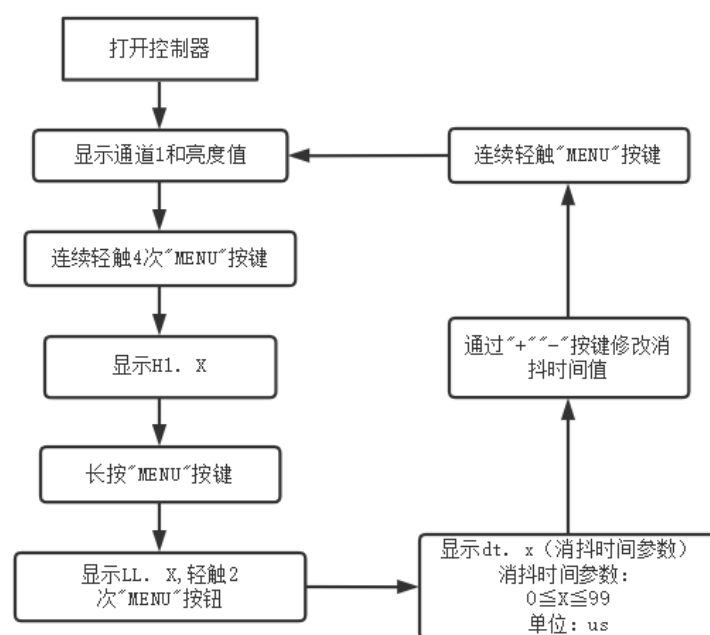 打开控制器
显示通道1和亮度值
连续轻触4次"MENU"按键
显示H1. X
长按"MENU"按键
显示LL. X,轻触2
次"MENU"按钮
显示dt. x（消抖时间参数）
消抖时间参数：
0≦X≦99
单位：us
通过"+""-"按键修改消
抖时间值
连续轻触"MENU"按键